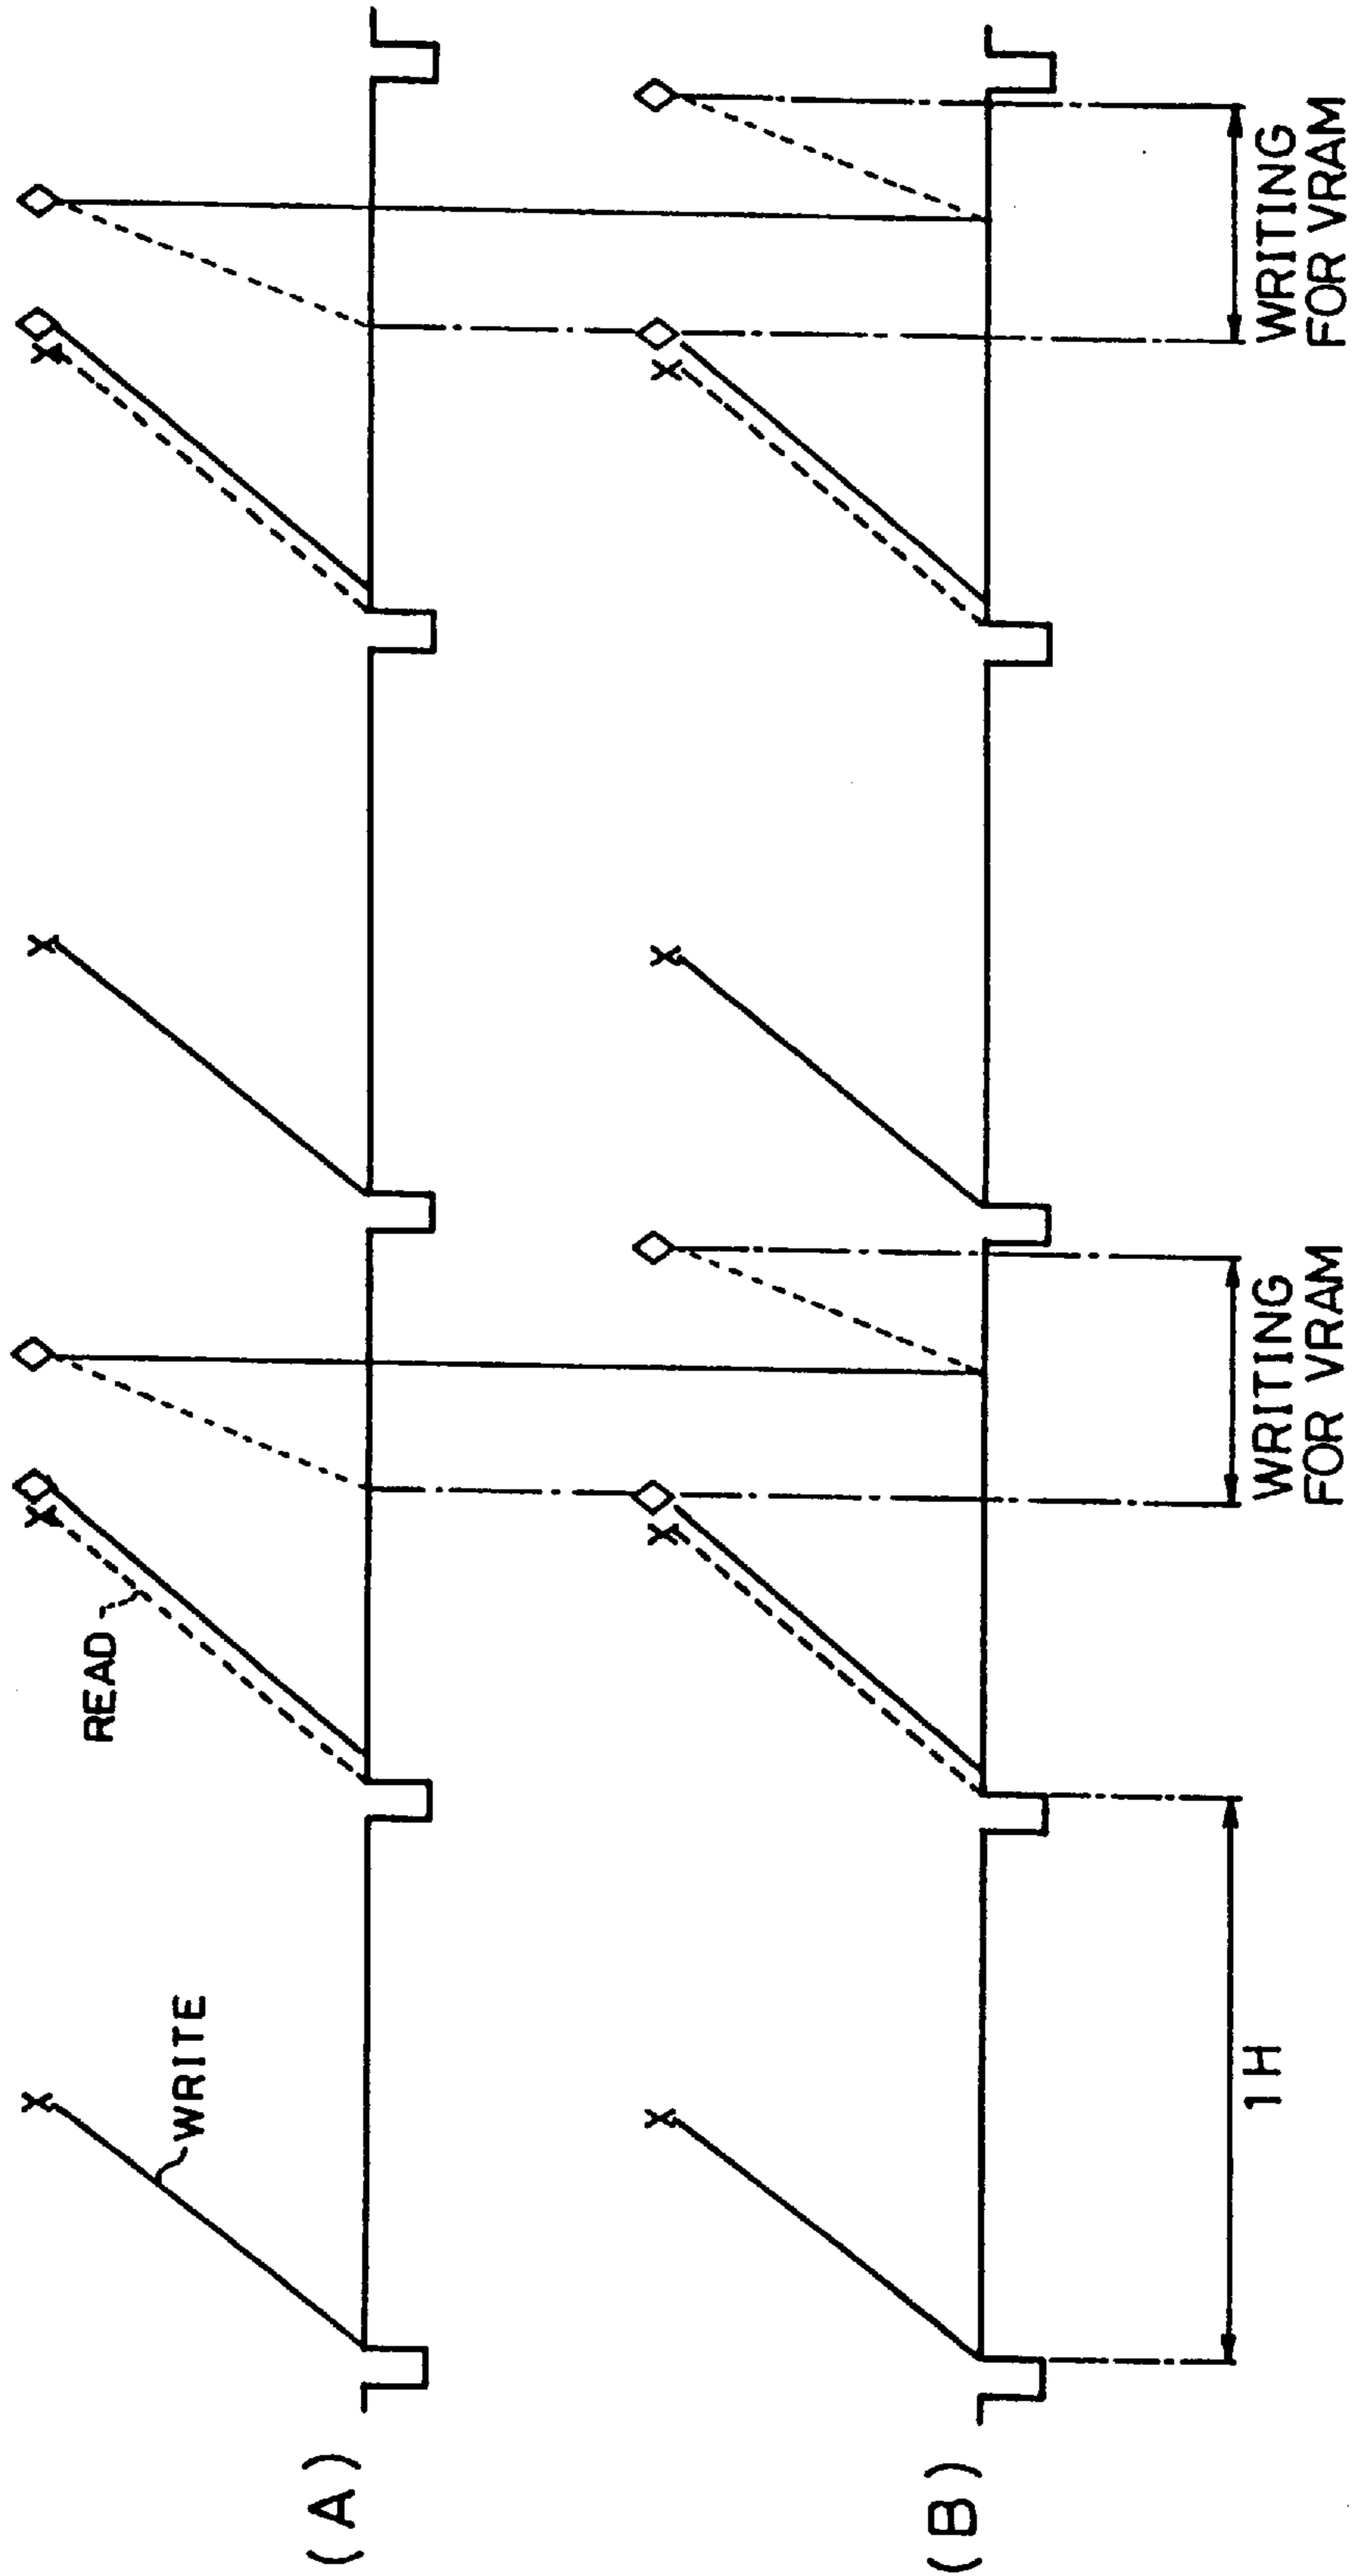 (A)
WRITE
READ
(B)
1H
WRITING
FOR VRAM
WRITING
FOR VRAM